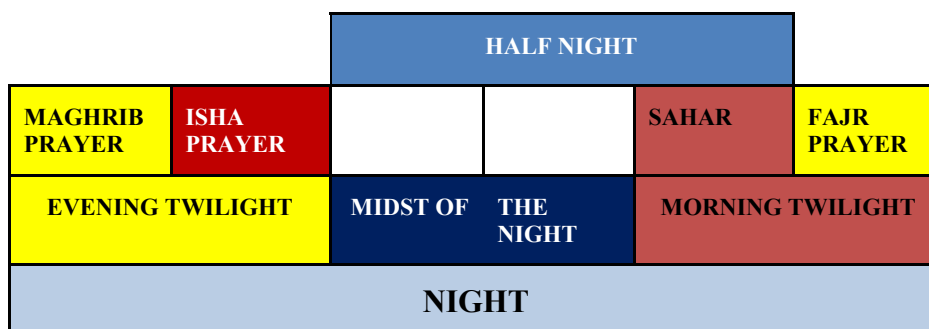 HALF NIGHT
MAGHRIB
PRAYER
ISHA
PRAYER
SAHAR
FAJR
PRAYER
EVENING TWILIGHT
MIDST OF THE
NIGHT
MORNING TWILIGHT
NIGHT